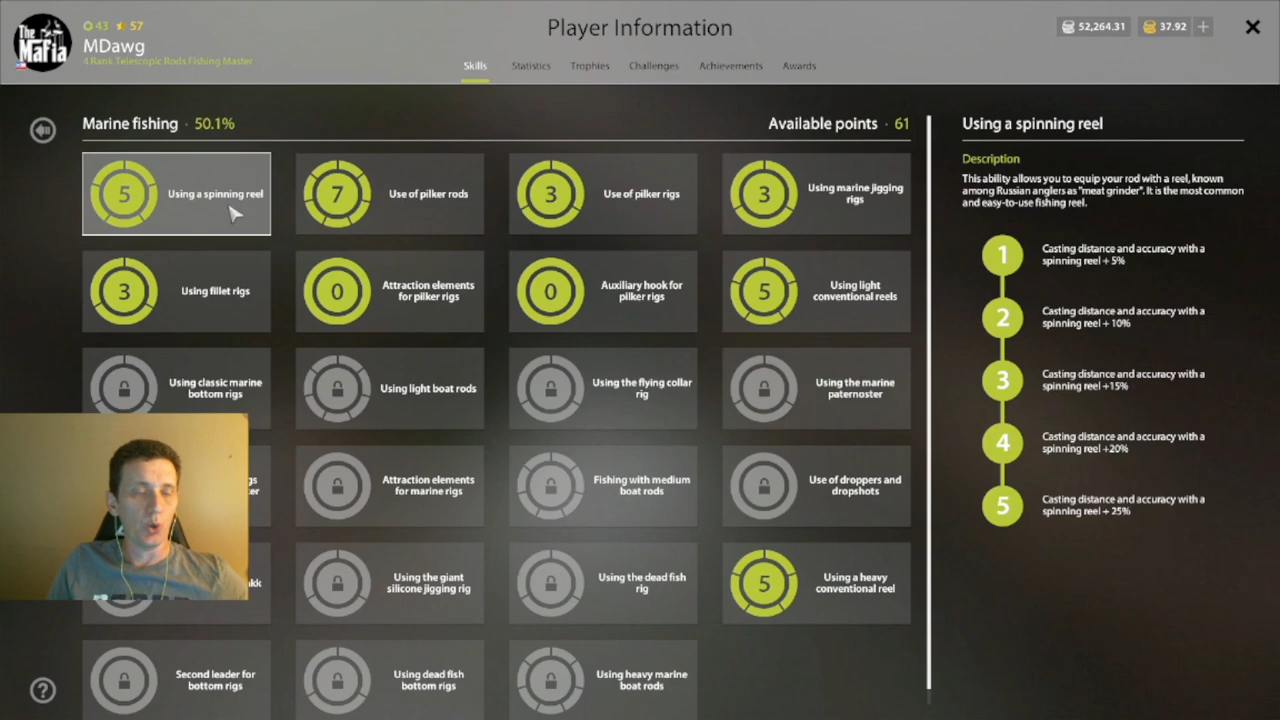 The
Mafia
43 57
MDawg
4 Rank Telescopic Rods Fishing Master
Player Information
52,264.31
37.92
Skills
Statistics
Trophies
Challenges
Achievements
Awards
Marine fishing · 50.1%
Available points · 61
5
Using a spinning reel
7
Use of pilker rods
3
Use of pilker rigs
3
Using marine jigging
rigs
3
Using fillet rigs
0
Attraction elements
for pilker rigs
0
Auxiliary hook for
pilker rigs
5
Using light
conventional reels
Using classic marine
bottom rigs
Using light boat rods
Using the flying collar
rig
Using the marine
paternoster
Attraction elements
for marine rigs
Fishing with medium
boat rods
Use of droppers and
dropshots
Using the giant
silicone jigging rig
Using the dead fish
rig
5
Using a heavy
conventional reel
Second leader for
bottom rigs
Using dead fish
bottom rigs
Using heavy marine
boat rods
?
Using a spinning reel
Description
This ability allows you to equip your rod with a reel, known
among Russian anglers as "meat grinder". It is the most common
and easy-to-use fishing reel.
1
Casting distance and accuracy with a
spinning reel + 5%
2
Casting distance and accuracy with a
spinning reel + 10%
3
Casting distance and accuracy with a
spinning reel +15%
4
Casting distance and accuracy with a
spinning reel +20%
5
Casting distance and accuracy with a
spinning reel + 25%